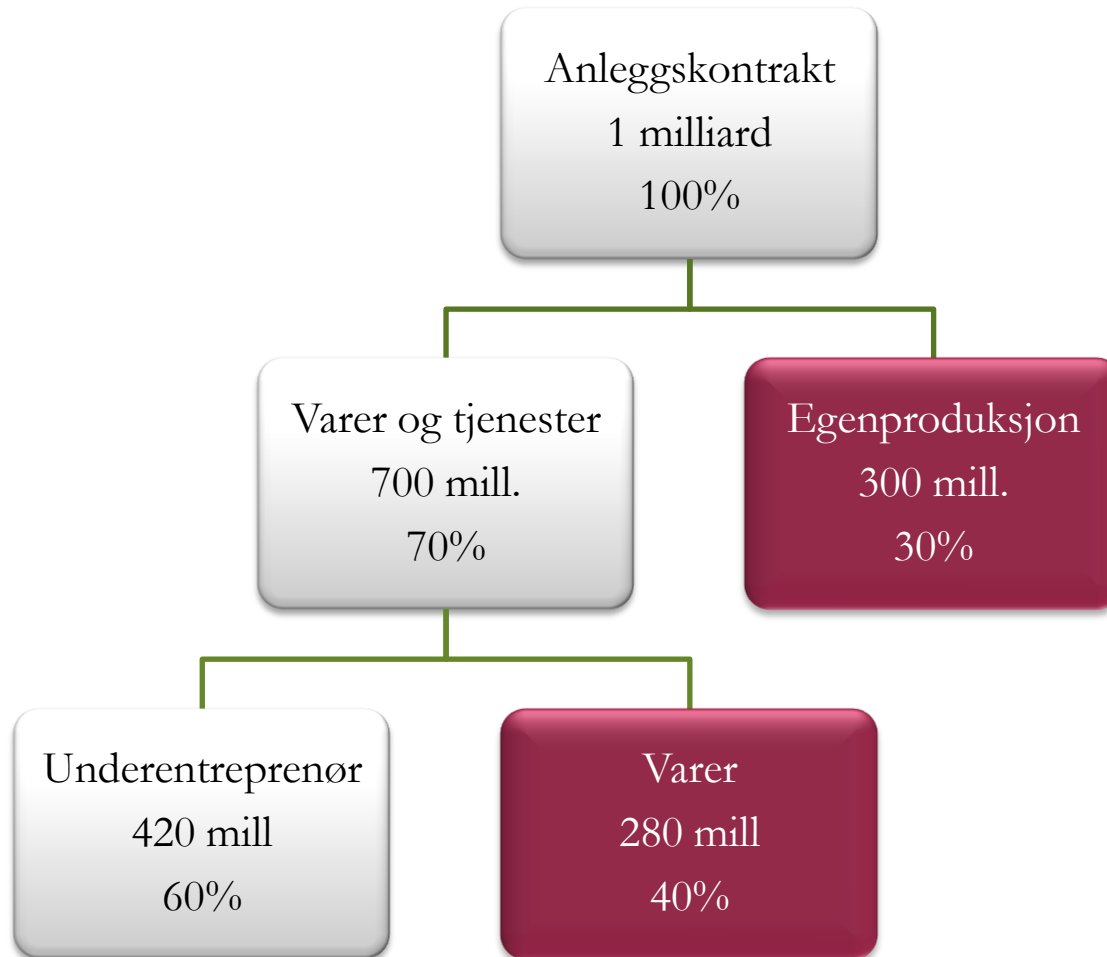 Anleggskontrakt
1 milliard
100%
Varer og tjenester
700 mill.
70%
Egenproduksjon
300 mill.
30%
Underentreprenør
420 mill
60%
Varer
280 mill
40%